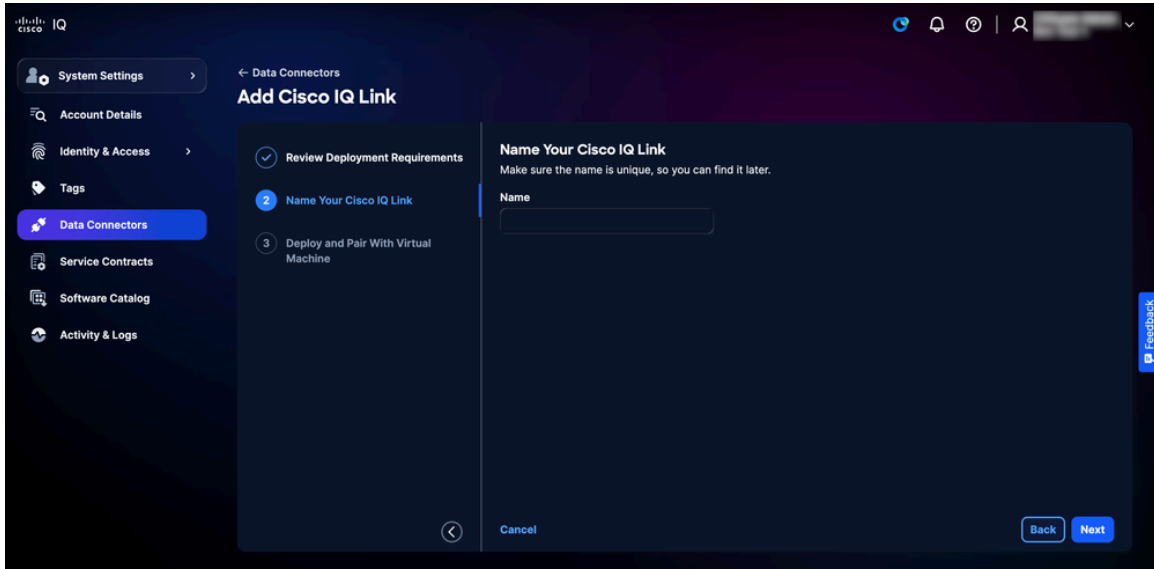 cisco IQ
System Settings
Account Details
Identity & Access
Tags
Data Connectors
Service Contracts
Software Catalog
Activity & Logs
← Data Connectors
Add Cisco IQ Link
Review Deployment Requirements
2 Name Your Cisco IQ Link
3 Deploy and Pair With Virtual
Machine
Name Your Cisco IQ Link
Make sure the name is unique, so you can find it later.
Name
Cancel
Back
Next
Feedback